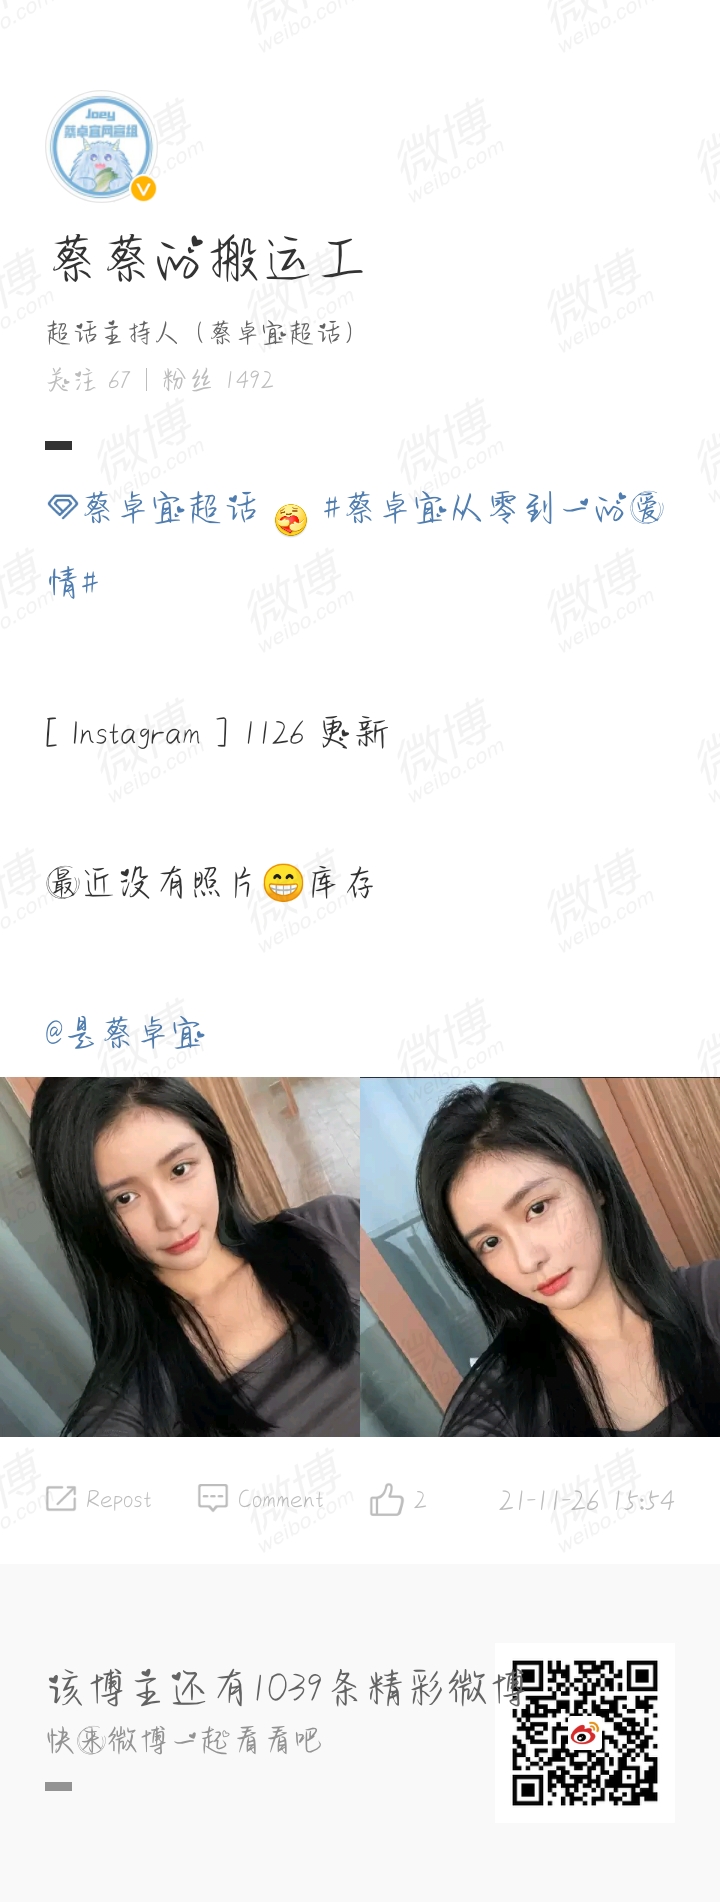 Joey
蔡卓宜网宣组
蔡蔡的搬运工
超话主持人（蔡卓宜超话）
关注 67 | 粉丝 1492
蔡卓宜超话 🤗 #蔡卓宜从零到一的爱
情#
[ Instagram ] 1126 更新
最近没有照片😁库存
@是蔡卓宜
Repost Comment 2 21-11-26 15:54
该博主还有1039条精彩微博
快来微博一起看看吧
微博
weibo.com